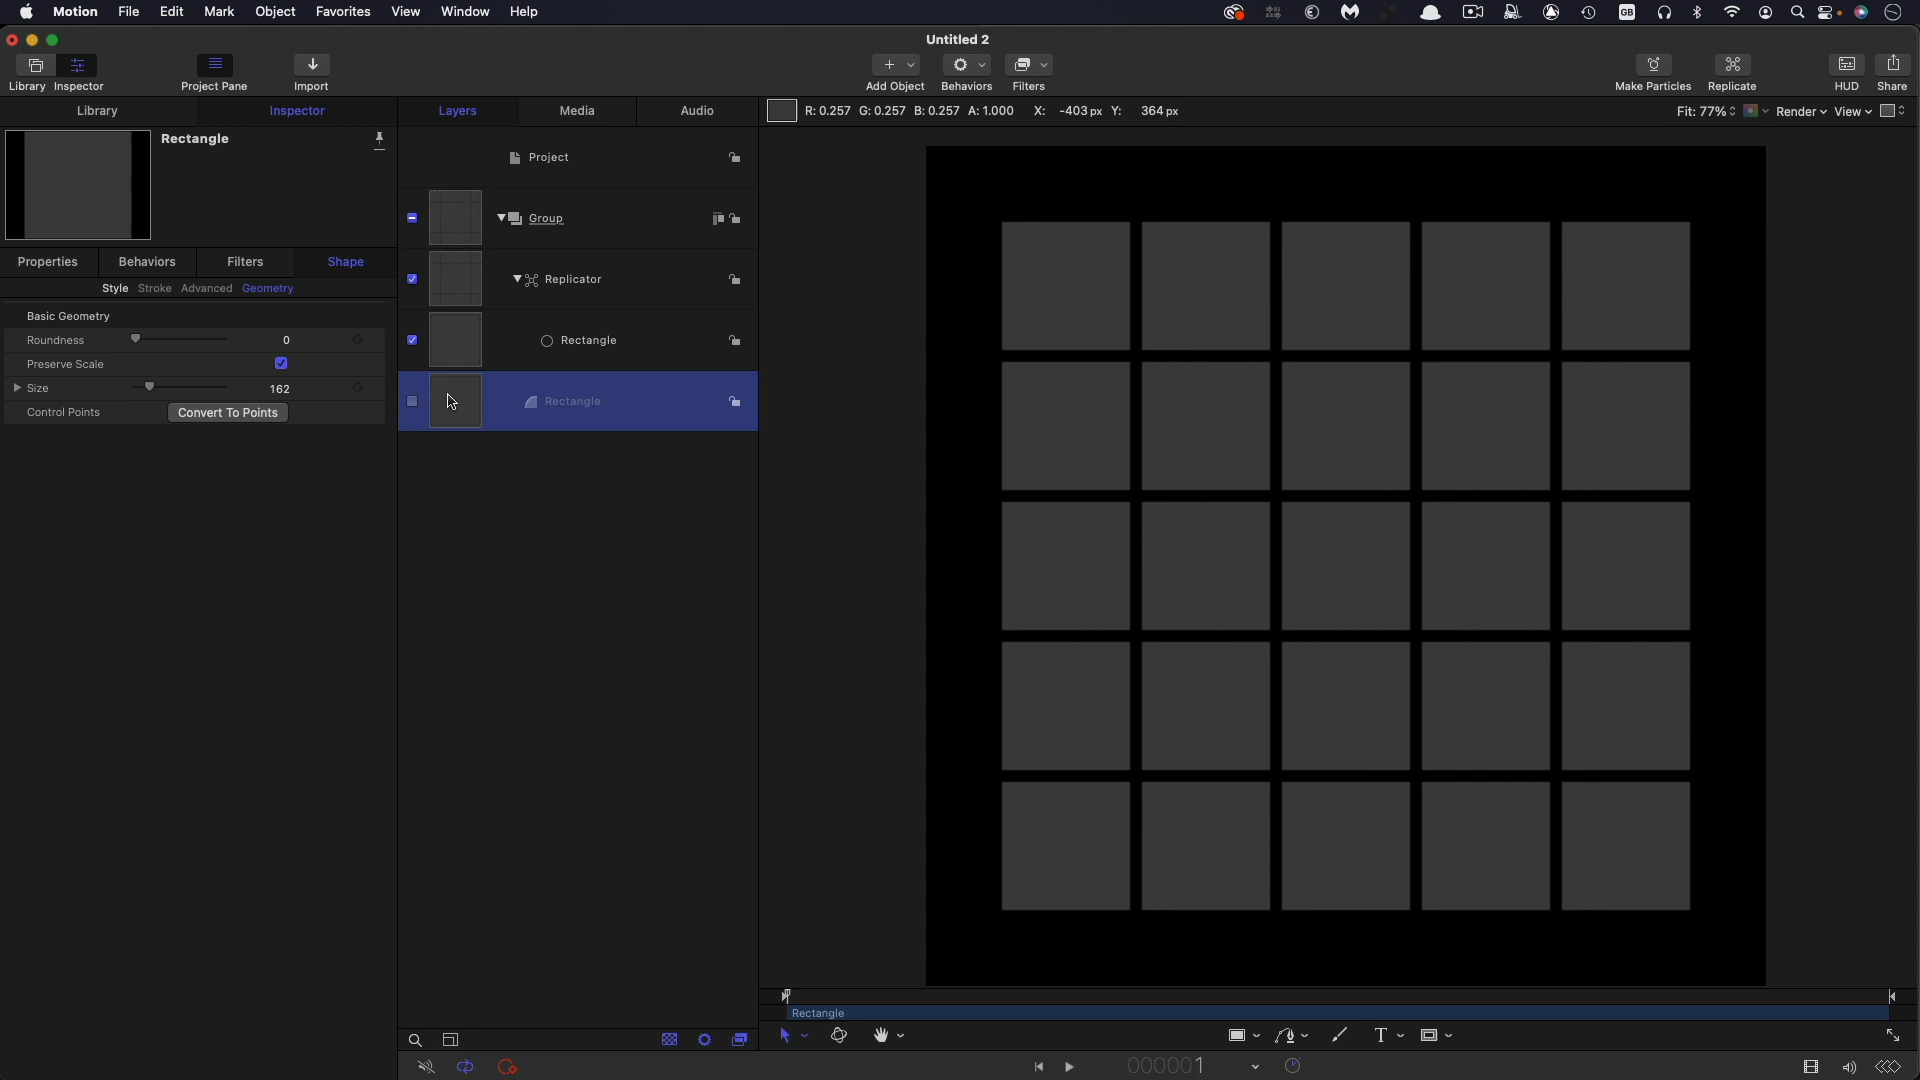 Motion File Edit Mark Object Favorites View Window Help GB
Untitled 2
Library Inspector Project Pane Import Add Object Behaviors Filters Make Particles Replicate HUD Share
Library Inspector Layers Media Audio R: 0.257 G: 0.257 B: 0.257 A: 1.000 X: -403 px Y: 364 px Fit: 77% Render View
Rectangle
Project
Group
Properties Behaviors Filters Shape
Style Stroke Advanced Geometry
Replicator
Basic Geometry
Roundness 0
Rectangle
Preserve Scale
Size 162
Rectangle
Control Points Convert To Points
Rectangle
T
000001